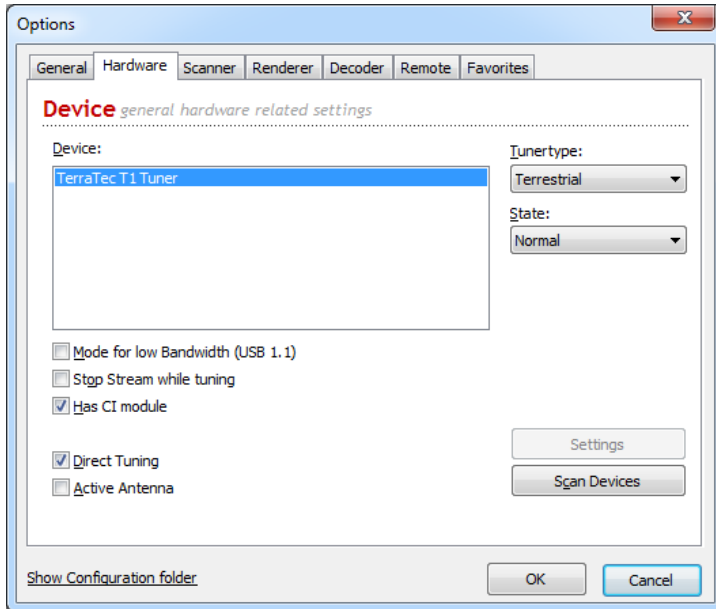 Options
General Hardware Scanner Renderer Decoder Remote Favorites
Device general hardware related settings
Device:
TerraTec T1 Tuner
Tunertype:
Terrestrial
State:
Normal
Mode for low Bandwidth (USB 1.1)
Stop Stream while tuning
Has CI module
Direct Tuning
Active Antenna
Settings
Scan Devices
Show Configuration folder
OK
Cancel